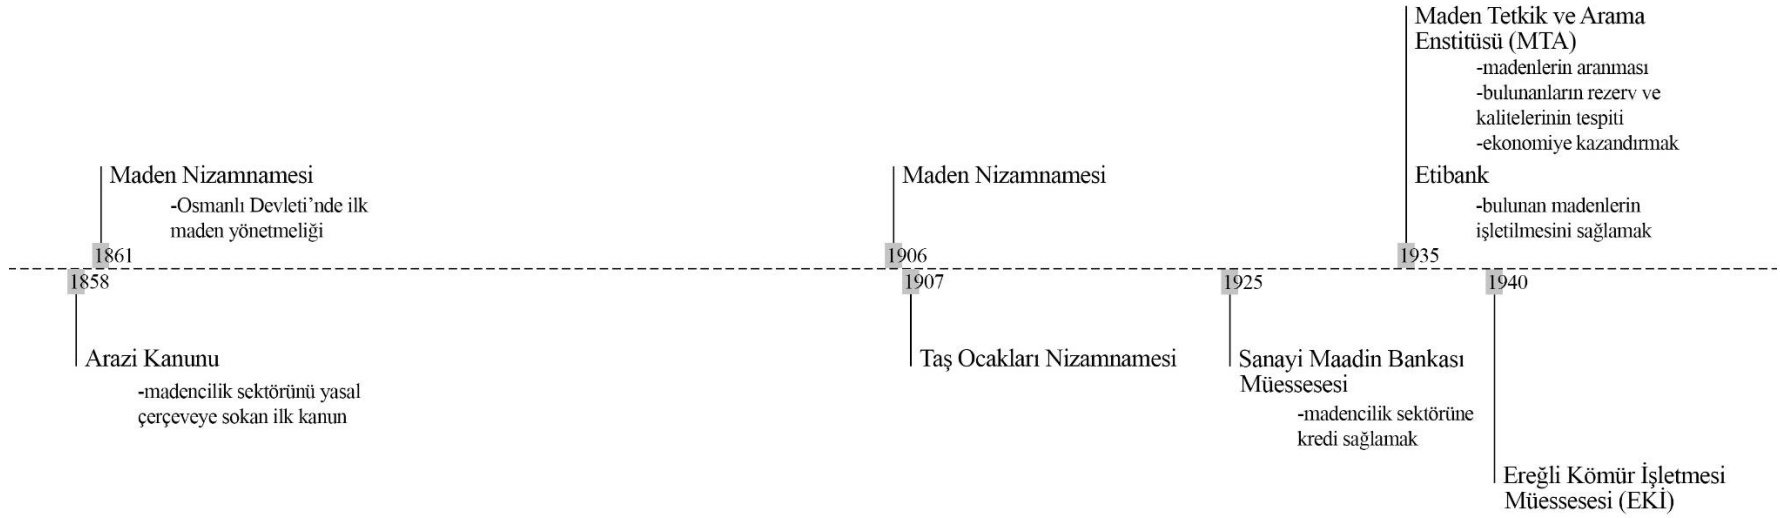 Maden Tetkik ve Arama
Enstitüsü (MTA)
-madenlerin aranması
-bulunanların rezerv ve
kalitelerinin tespiti
-ekonomiye kazandırmak
Maden Nizamnamesi
-Osmanlı Devleti’nde ilk
maden yönetmeliği
Maden Nizamnamesi
Etibank
-bulunan madenlerin
işletilmesini sağlamak
1861
1906
1935
1858
1907
1925
1940
Arazi Kanunu
-madencilik sektörünü yasal
çerçeveye sokan ilk kanun
Taş Ocakları Nizamnamesi
Sanayi Maadin Bankası
Müessesesi
-madencilik sektörüne
kredi sağlamak
Ereğli Kömür İşletmesi
Müessesesi (EKİ)